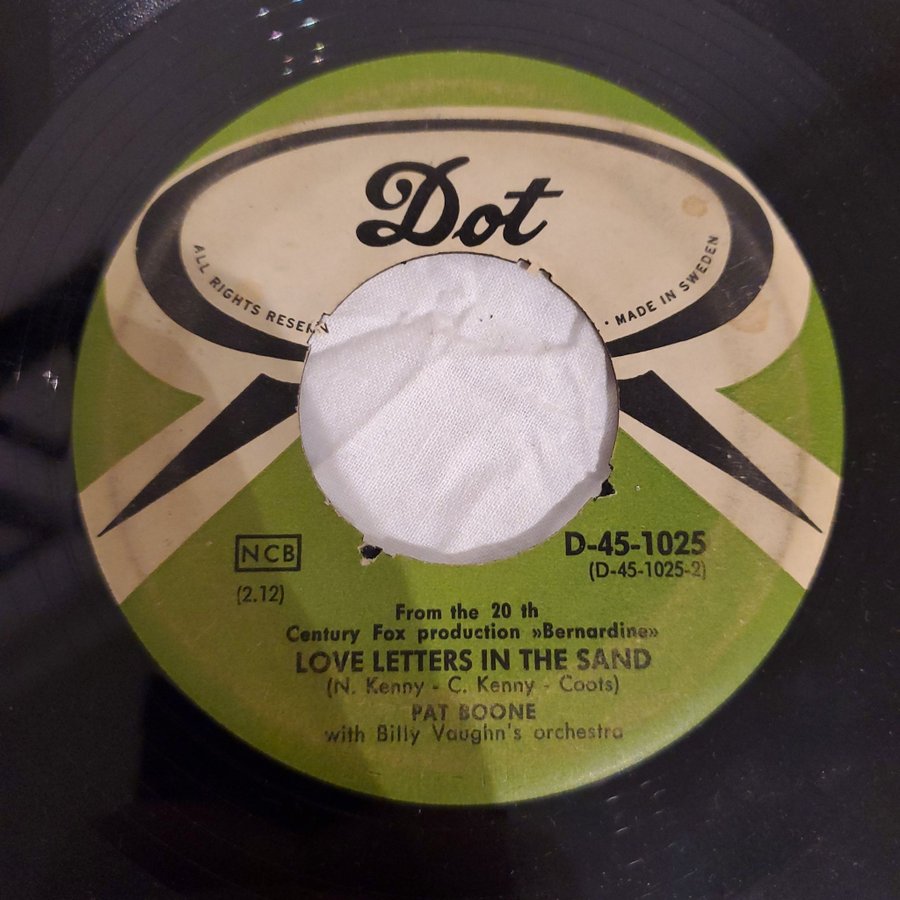 Dot
ALL RIGHTS
· MADE IN SWEDEN
NCB
D-45-1025
(D-45-1025-2)
(2.12)
From the 20 th
Century Fox production »Bernardine»
LOVE LETTERS IN THE SAND
(N. Kenny - C. Kenny - Coots)
PAT BOONE
with Billy Vaughn's orchestra